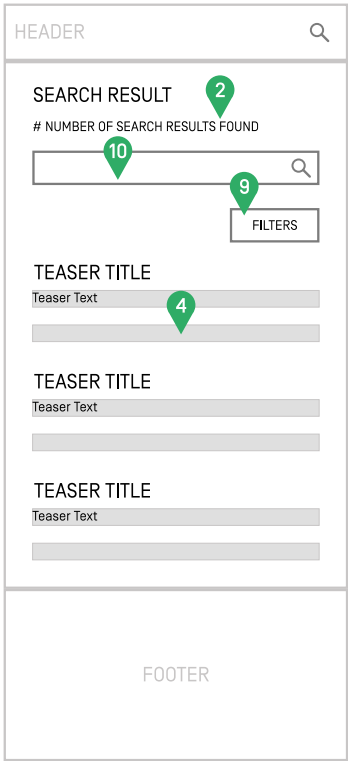 HEADER
SEARCH RESULT
2
# NUMBER OF SEARCH RESULTS FOUND
10
9
FILTERS
TEASER TITLE
Teaser Text
4
TEASER TITLE
Teaser Text
TEASER TITLE
Teaser Text
FOOTER